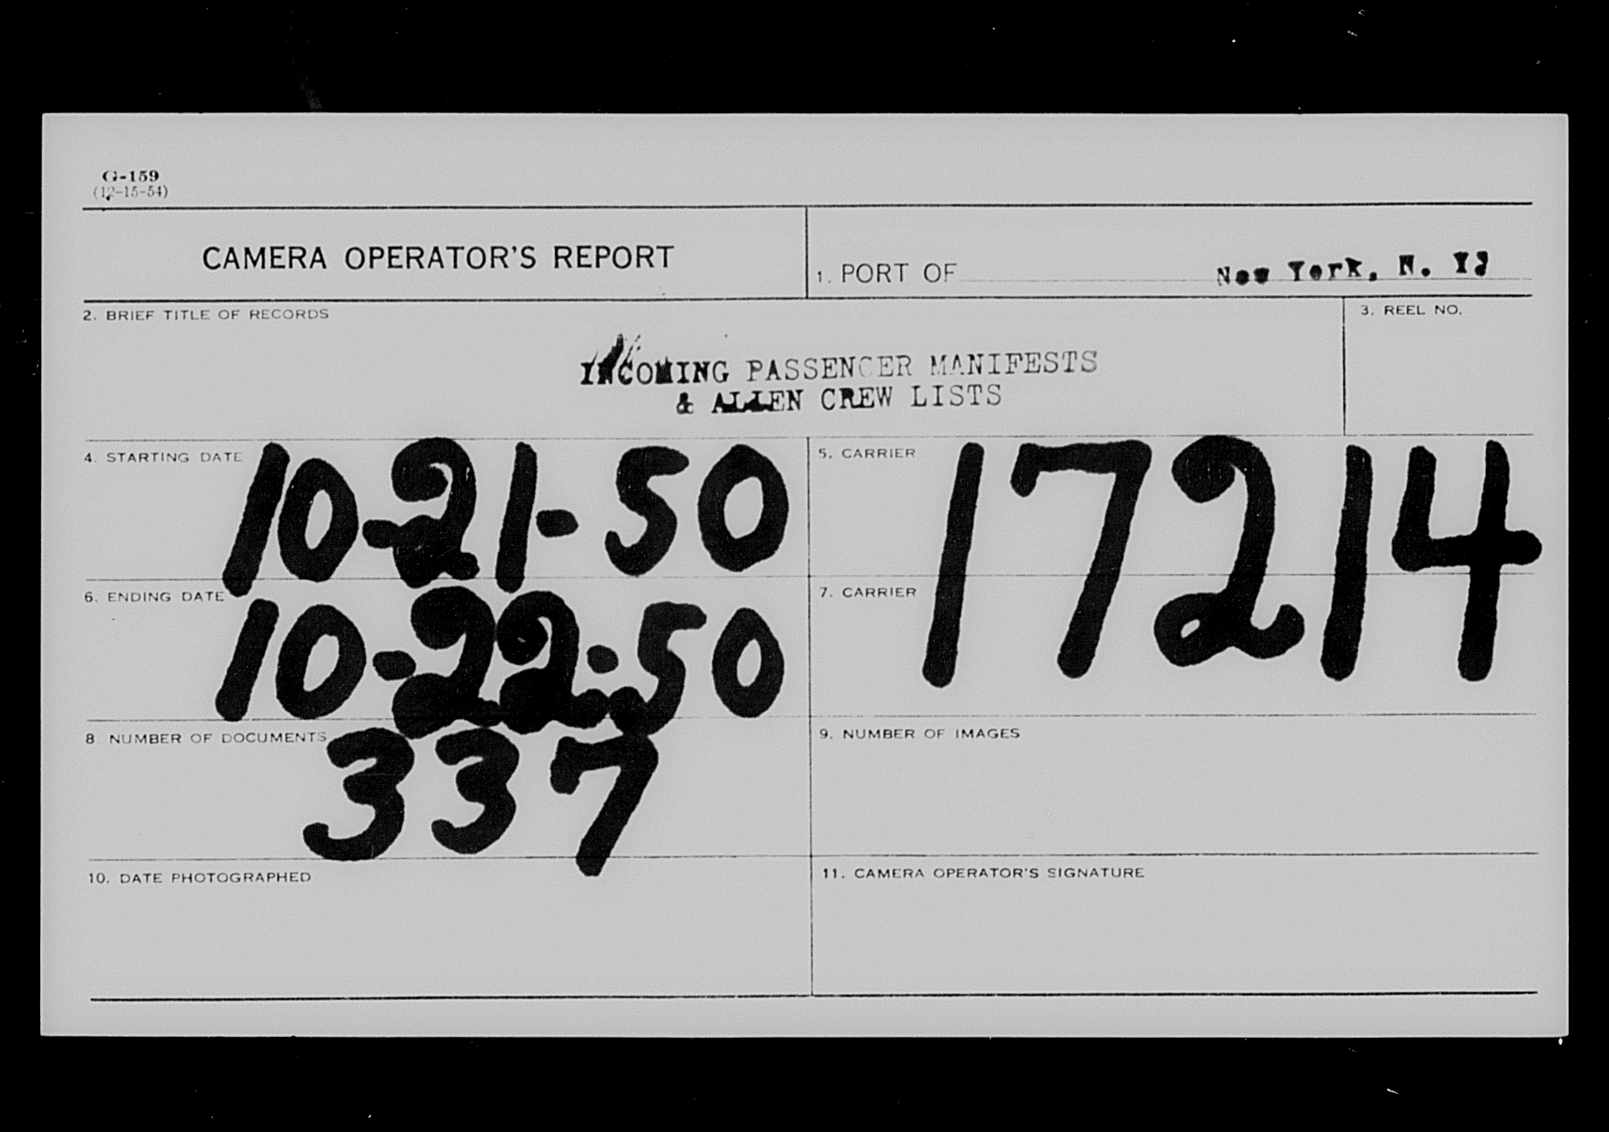 G-159
(12-15-54)
CAMERA OPERATOR'S REPORT
1. PORT OF New York, N. Y.
2. BRIEF TITLE OF RECORDS
3. REEL NO.
INCOMING PASSENGER MANIFESTS
& ALIEN CREW LISTS
4. STARTING DATE 10-21-50
5. CARRIER 17214
6. ENDING DATE 10-22-50
7. CARRIER
8. NUMBER OF DOCUMENTS 337
9. NUMBER OF IMAGES
10. DATE PHOTOGRAPHED
11. CAMERA OPERATOR'S SIGNATURE